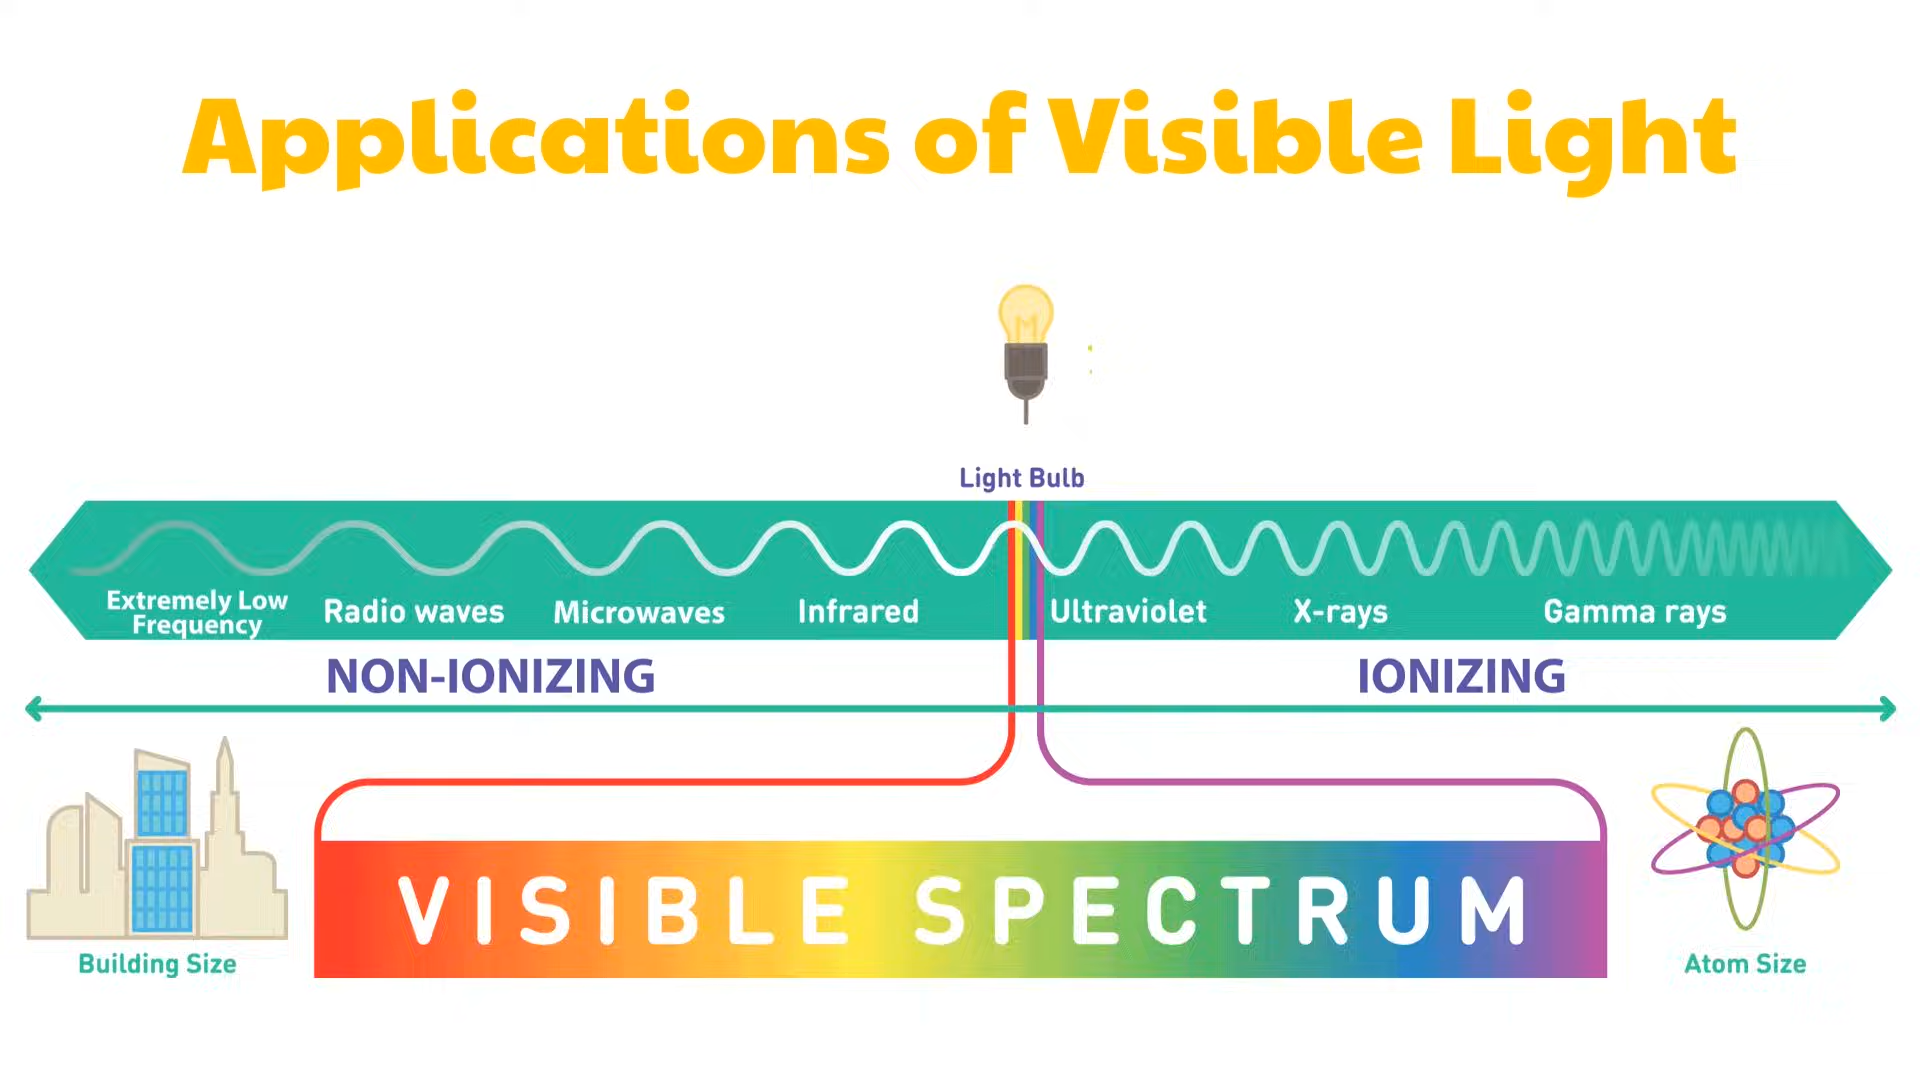 Applications of Visible Light
Light Bulb
Extremely Low
Frequency
Radio waves
Microwaves
Infrared
Ultraviolet
X-rays
Gamma rays
NON-IONIZING
IONIZING
VISIBLE SPECTRUM
Building Size
Atom Size